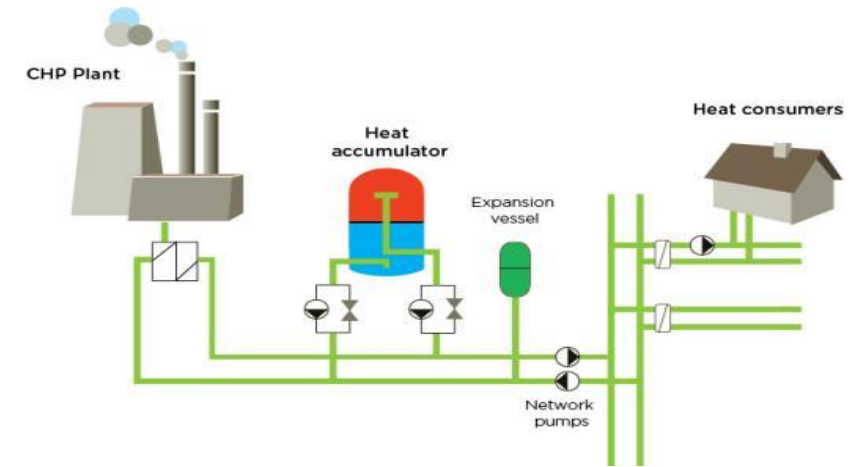 CHP Plant
Heat
accumulator
Expansion
vessel
Heat consumers
Network
pumps